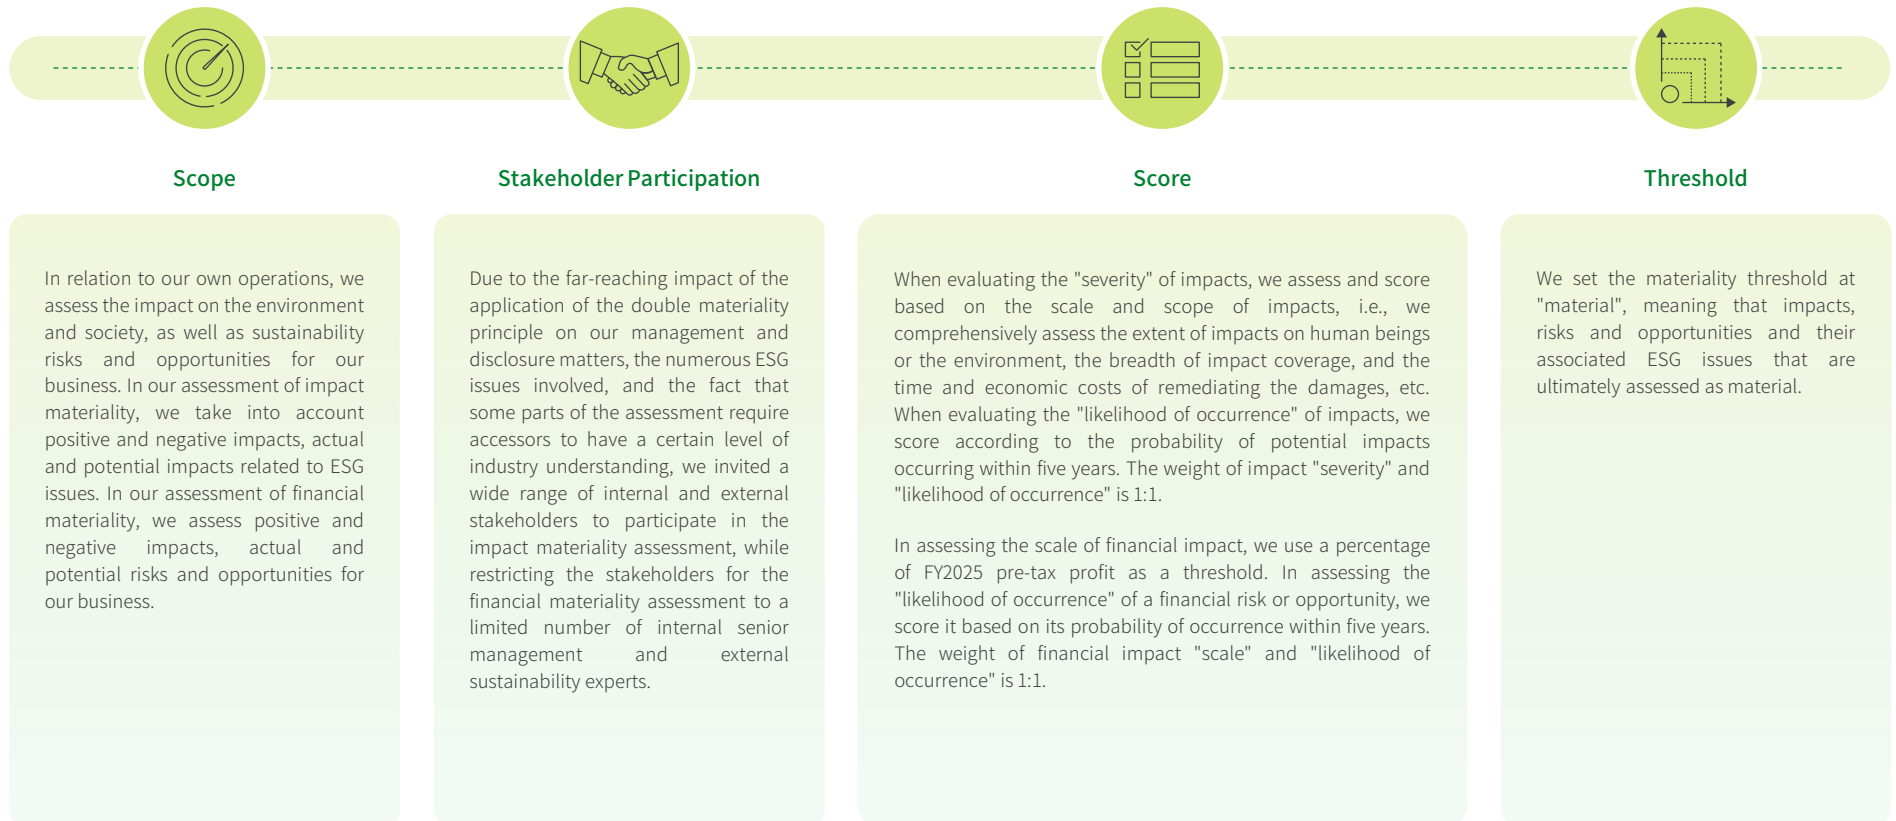 Scope
In relation to our own operations, we
assess the impact on the environment
and society, as well as sustainability
risks and opportunities for our
business. In our assessment of impact
materiality, we take into account
positive and negative impacts, actual
and potential impacts related to ESG
issues. In our assessment of financial
materiality, we assess positive and
negative impacts, actual and
potential risks and opportunities for
our business.
Stakeholder Participation
Due to the far-reaching impact of the
application of the double materiality
principle on our management and
disclosure matters, the numerous ESG
issues involved, and the fact that
some parts of the assessment require
accessors to have a certain level of
industry understanding, we invited a
wide range of internal and external
stakeholders to participate in the
impact materiality assessment, while
restricting the stakeholders for the
financial materiality assessment to a
limited number of internal senior
management and external
sustainability experts.
Score
When evaluating the "severity" of impacts, we assess and score
based on the scale and scope of impacts, i.e., we
comprehensively assess the extent of impacts on human beings
or the environment, the breadth of impact coverage, and the
time and economic costs of remediating the damages, etc.
When evaluating the "likelihood of occurrence" of impacts, we
score according to the probability of potential impacts
occurring within five years. The weight of impact "severity" and
"likelihood of occurrence" is 1:1.
In assessing the scale of financial impact, we use a percentage
of FY2025 pre-tax profit as a threshold. In assessing the
"likelihood of occurrence" of a financial risk or opportunity, we
score it based on its probability of occurrence within five years.
The weight of financial impact "scale" and "likelihood of
occurrence" is 1:1.
Threshold
We set the materiality threshold at
"material", meaning that impacts,
risks and opportunities and their
associated ESG issues that are
ultimately assessed as material.